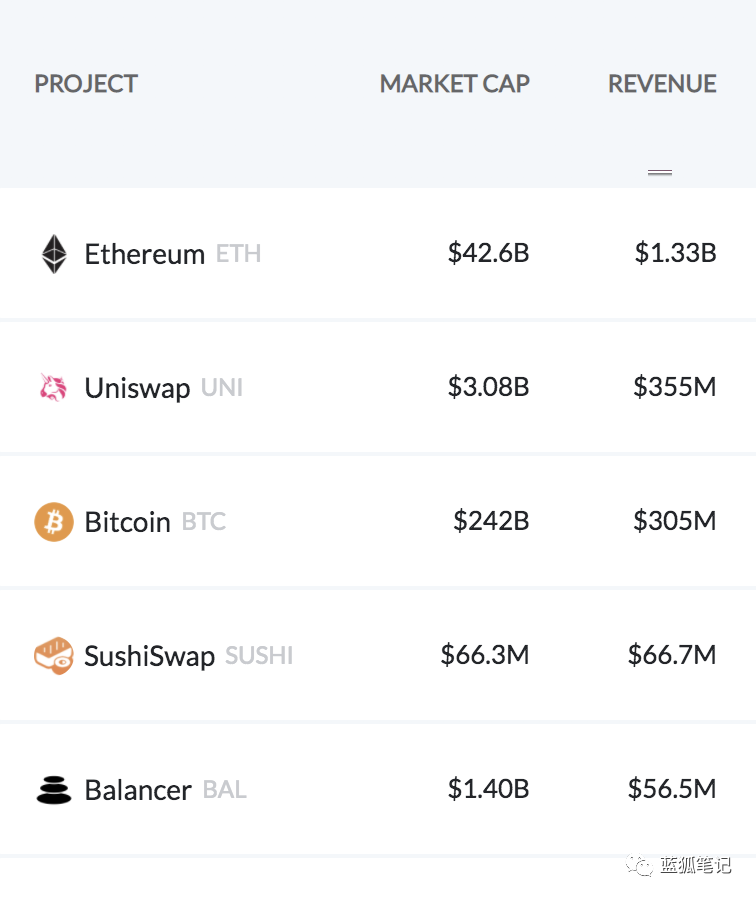 PROJECT MARKET CAP REVENUE
Ethereum ETH $42.6B $1.33B
Uniswap UNI $3.08B $355M
Bitcoin BTC $242B $305M
SushiSwap SUSHI $66.3M $66.7M
Balancer BAL $1.40B $56.5M
蓝狐笔记